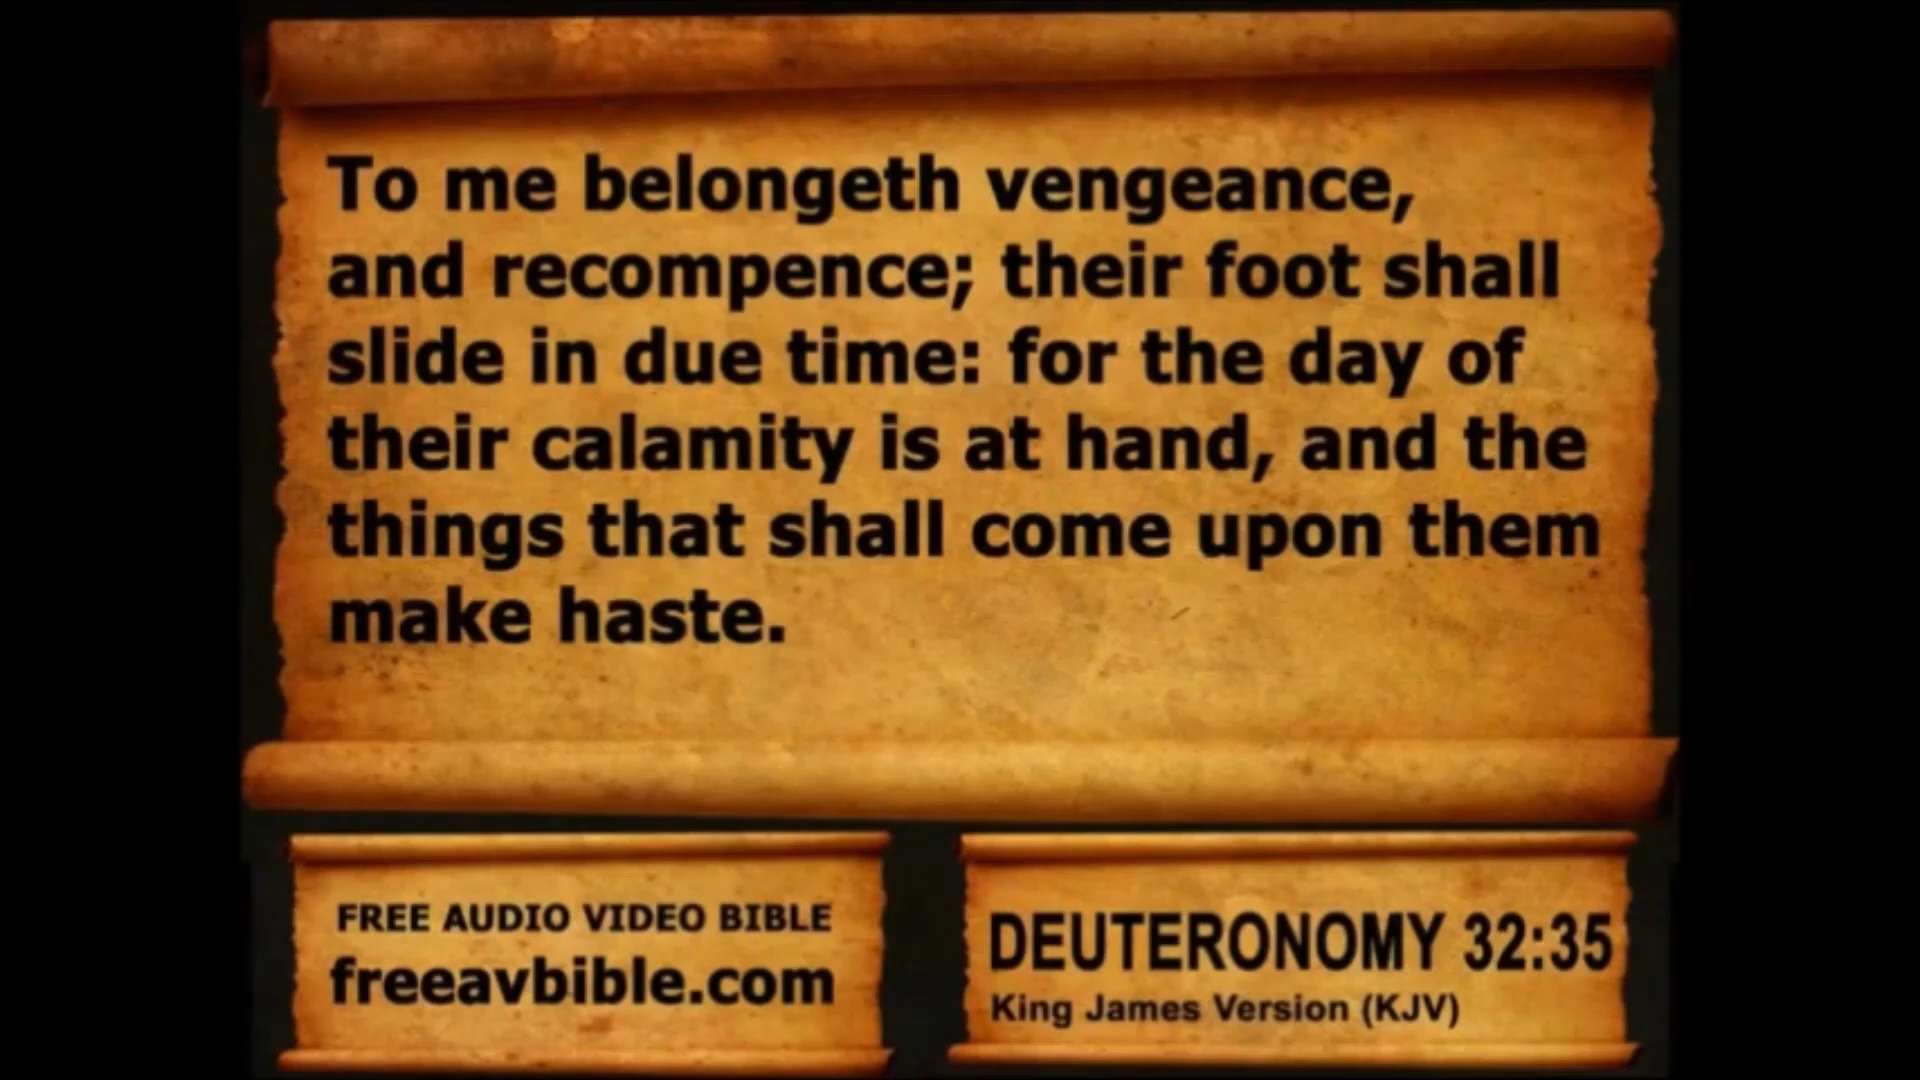 To me belongeth vengeance,
and recompence; their foot shall
slide in due time: for the day of
their calamity is at hand, and the
things that shall come upon them
make haste.
FREE AUDIO VIDEO BIBLE
freeavbible.com
DEUTERONOMY 32:35
King James Version (KJV)